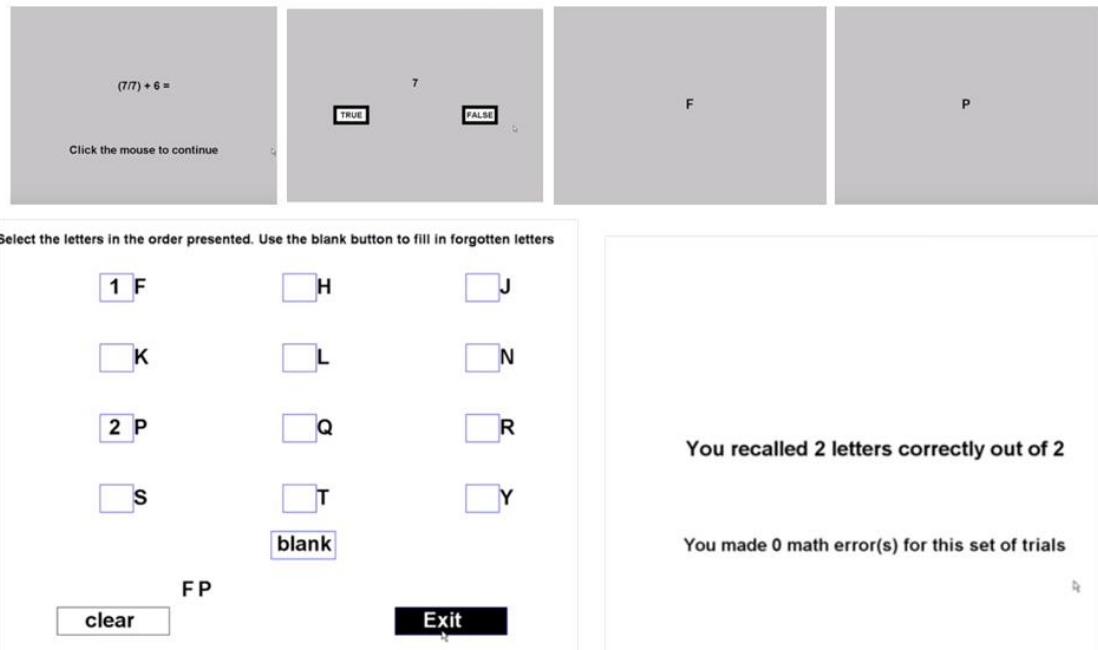 (7/7) + 6 =
Click the mouse to continue
7
TRUE FALSE
F
P
Select the letters in the order presented. Use the blank button to fill in forgotten letters
1 F H J
K L N
2 P Q R
S T Y
blank
F P
clear Exit
You recalled 2 letters correctly out of 2
You made 0 math error(s) for this set of trials